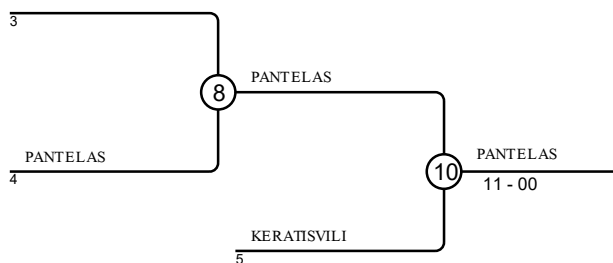 3
8
PANTELAS
PANTELAS
4
10
PANTELAS
11 - 00
KERATISVILI
5